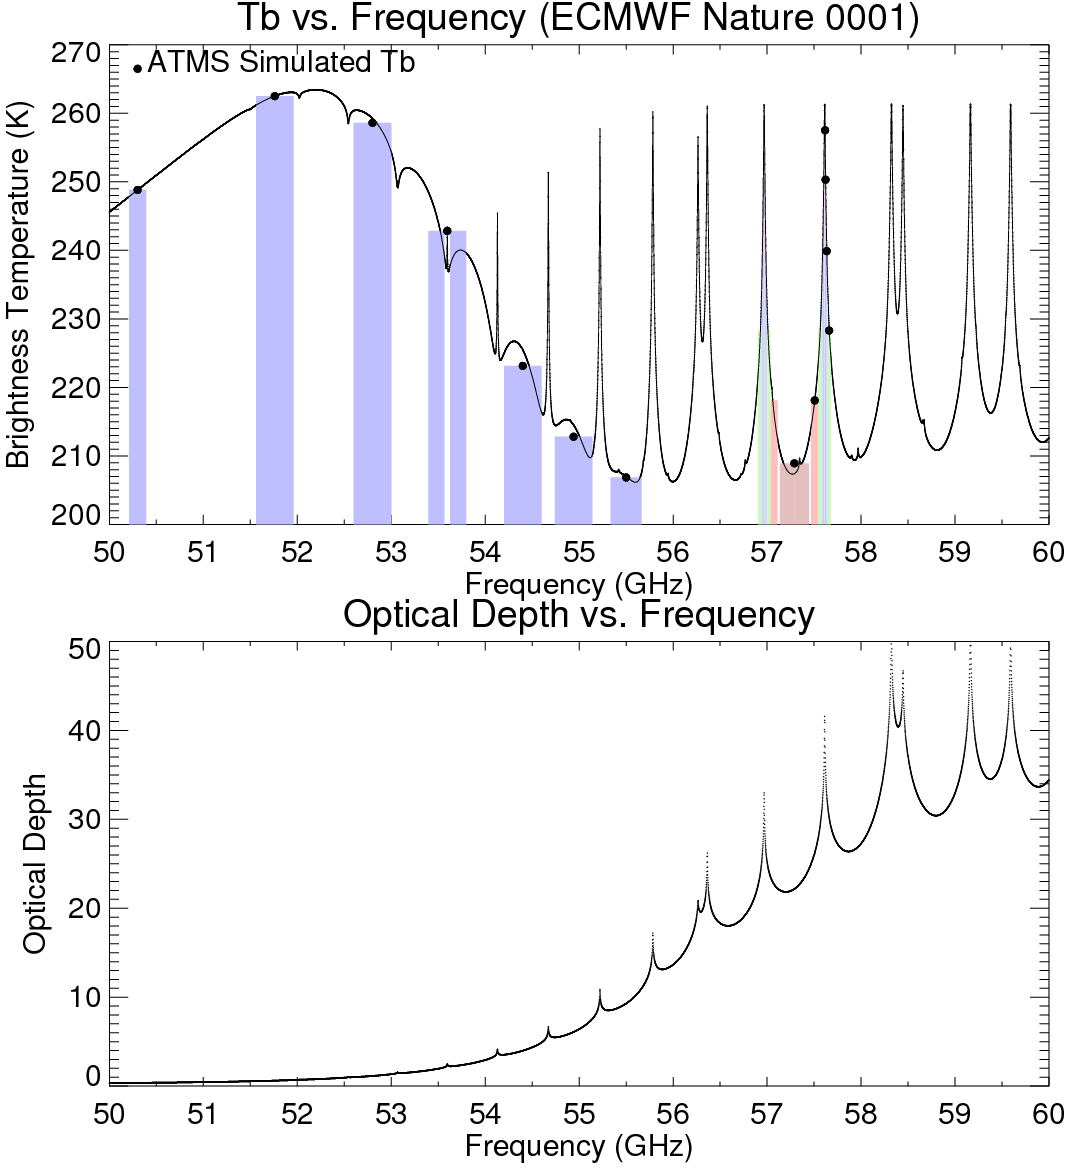 Tb vs. Frequency (ECMWF Nature 0001)
ATMS Simulated Tb
Brightness Temperature (K)
270
260
250
240
230
220
210
200
50 51 52 53 54 55 56 57 58 59 60
Frequency (GHz)
Optical Depth vs. Frequency
Optical Depth
50
40
30
20
10
0
50 51 52 53 54 55 56 57 58 59 60
Frequency (GHz)